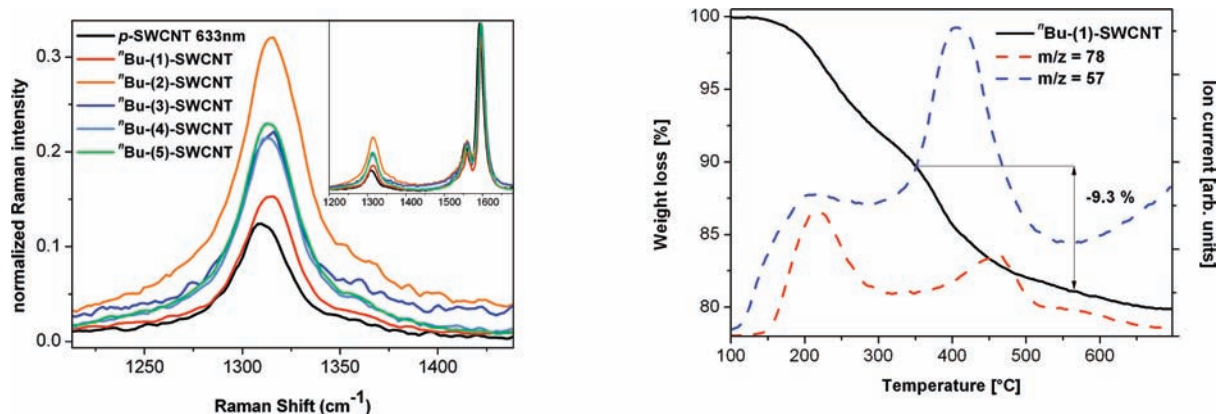 0.3
0.2
0.1
0.0
normalized Raman intensity
p-SWCNT 633nm
ⁿBu-(1)-SWCNT
ⁿBu-(2)-SWCNT
ⁿBu-(3)-SWCNT
ⁿBu-(4)-SWCNT
ⁿBu-(5)-SWCNT
1200 1300 1400 1500 1600
1250 1300 1350 1400
Raman Shift (cm⁻¹)
100
95
90
85
80
Weight loss [%]
ⁿBu-(1)-SWCNT
m/z = 78
m/z = 57
-9.3 %
Ion current [arb. units]
100 200 300 400 500 600
Temperature [°C]